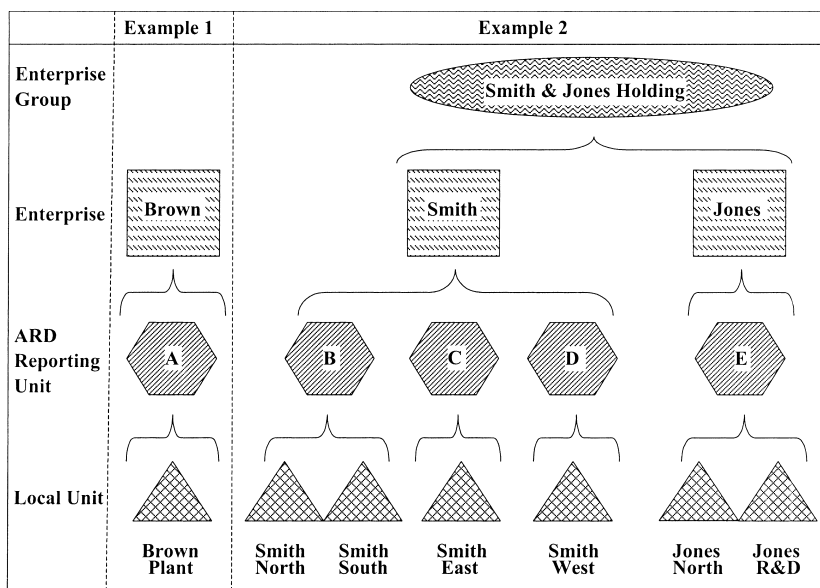 Example 1
Example 2
Enterprise
Group
Smith & Jones Holding
Enterprise
Brown
Smith
Jones
ARD
Reporting
Unit
A
B
C
D
E
Local Unit
Brown
Plant
Smith
North
Smith
South
Smith
East
Smith
West
Jones
North
Jones
R&D